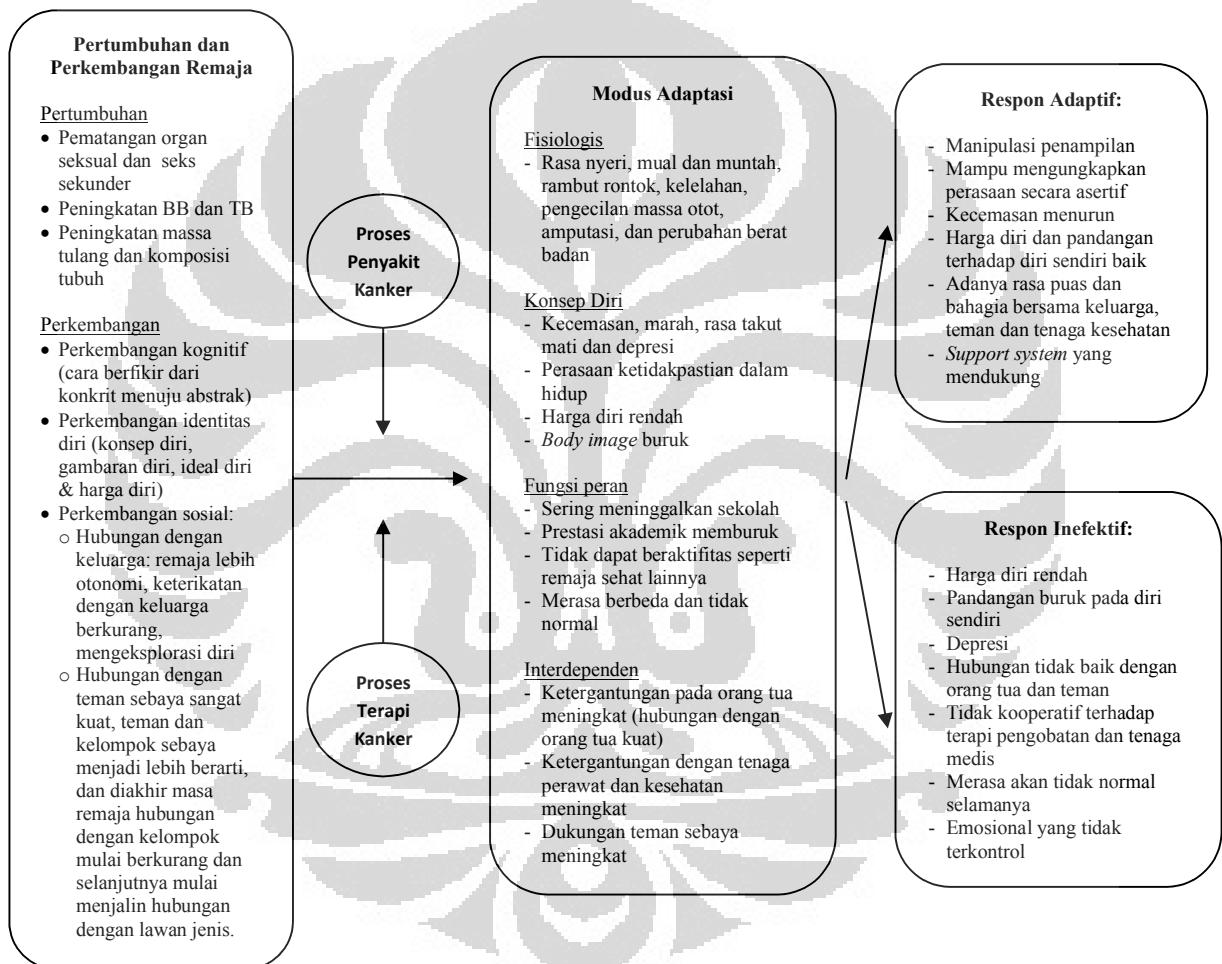 Pertumbuhan dan
Perkembangan Remaja
Pertumbuhan
• Pematangan organ
seksual dan seks
sekunder
• Peningkatan BB dan TB
• Peningkatan massa
tulang dan komposisi
tubuh
Perkembangan
• Perkembangan kognitif
(cara berfikir dari
konkrit menuju abstrak)
• Perkembangan identitas
diri (konsep diri,
gambaran diri, ideal diri
& harga diri)
• Perkembangan sosial:
o Hubungan dengan
keluarga: remaja lebih
otonomi, keterikatan
dengan keluarga
berkurang,
mengeksplorasi diri
o Hubungan dengan
teman sebaya sangat
kuat, teman dan
kelompok sebaya
menjadi lebih berarti,
dan diakhir masa
remaja hubungan
dengan kelompok
mulai berkurang dan
selanjutnya mulai
menjalin hubungan
dengan lawan jenis.
Proses
Penyakit
Kanker
Proses
Terapi
Kanker
Modus Adaptasi
Fisiologis
- Rasa nyeri, mual dan muntah,
rambut rontok, kelelahan,
pengecilan massa otot,
amputasi, dan perubahan berat
badan
Konsep Diri
- Kecemasan, marah, rasa takut
mati dan depresi
- Perasaan ketidakpastian dalam
hidup
- Harga diri rendah
- Body image buruk
Fungsi peran
- Sering meninggalkan sekolah
- Prestasi akademik memburuk
- Tidak dapat beraktifitas seperti
remaja sehat lainnya
- Merasa berbeda dan tidak
normal
Interdependen
- Ketergantungan pada orang tua
meningkat (hubungan dengan
orang tua kuat)
- Ketergantungan dengan tenaga
perawat dan kesehatan
meningkat
- Dukungan teman sebaya
meningkat
Respon Adaptif:
- Manipulasi penampilan
- Mampu mengungkapkan
perasaan secara asertif
- Kecemasan menurun
- Harga diri dan pandangan
terhadap diri sendiri baik
- Adanya rasa puas dan
bahagia bersama keluarga,
teman dan tenaga kesehatan
- Support system yang
mendukung
Respon Inefektif:
- Harga diri rendah
- Pandangan buruk pada diri
sendiri
- Depresi
- Hubungan tidak baik dengan
orang tua dan teman
- Tidak kooperatif terhadap
terapi pengobatan dan tenaga
medis
- Merasa akan tidak normal
selamanya
- Emosional yang tidak
terkontrol